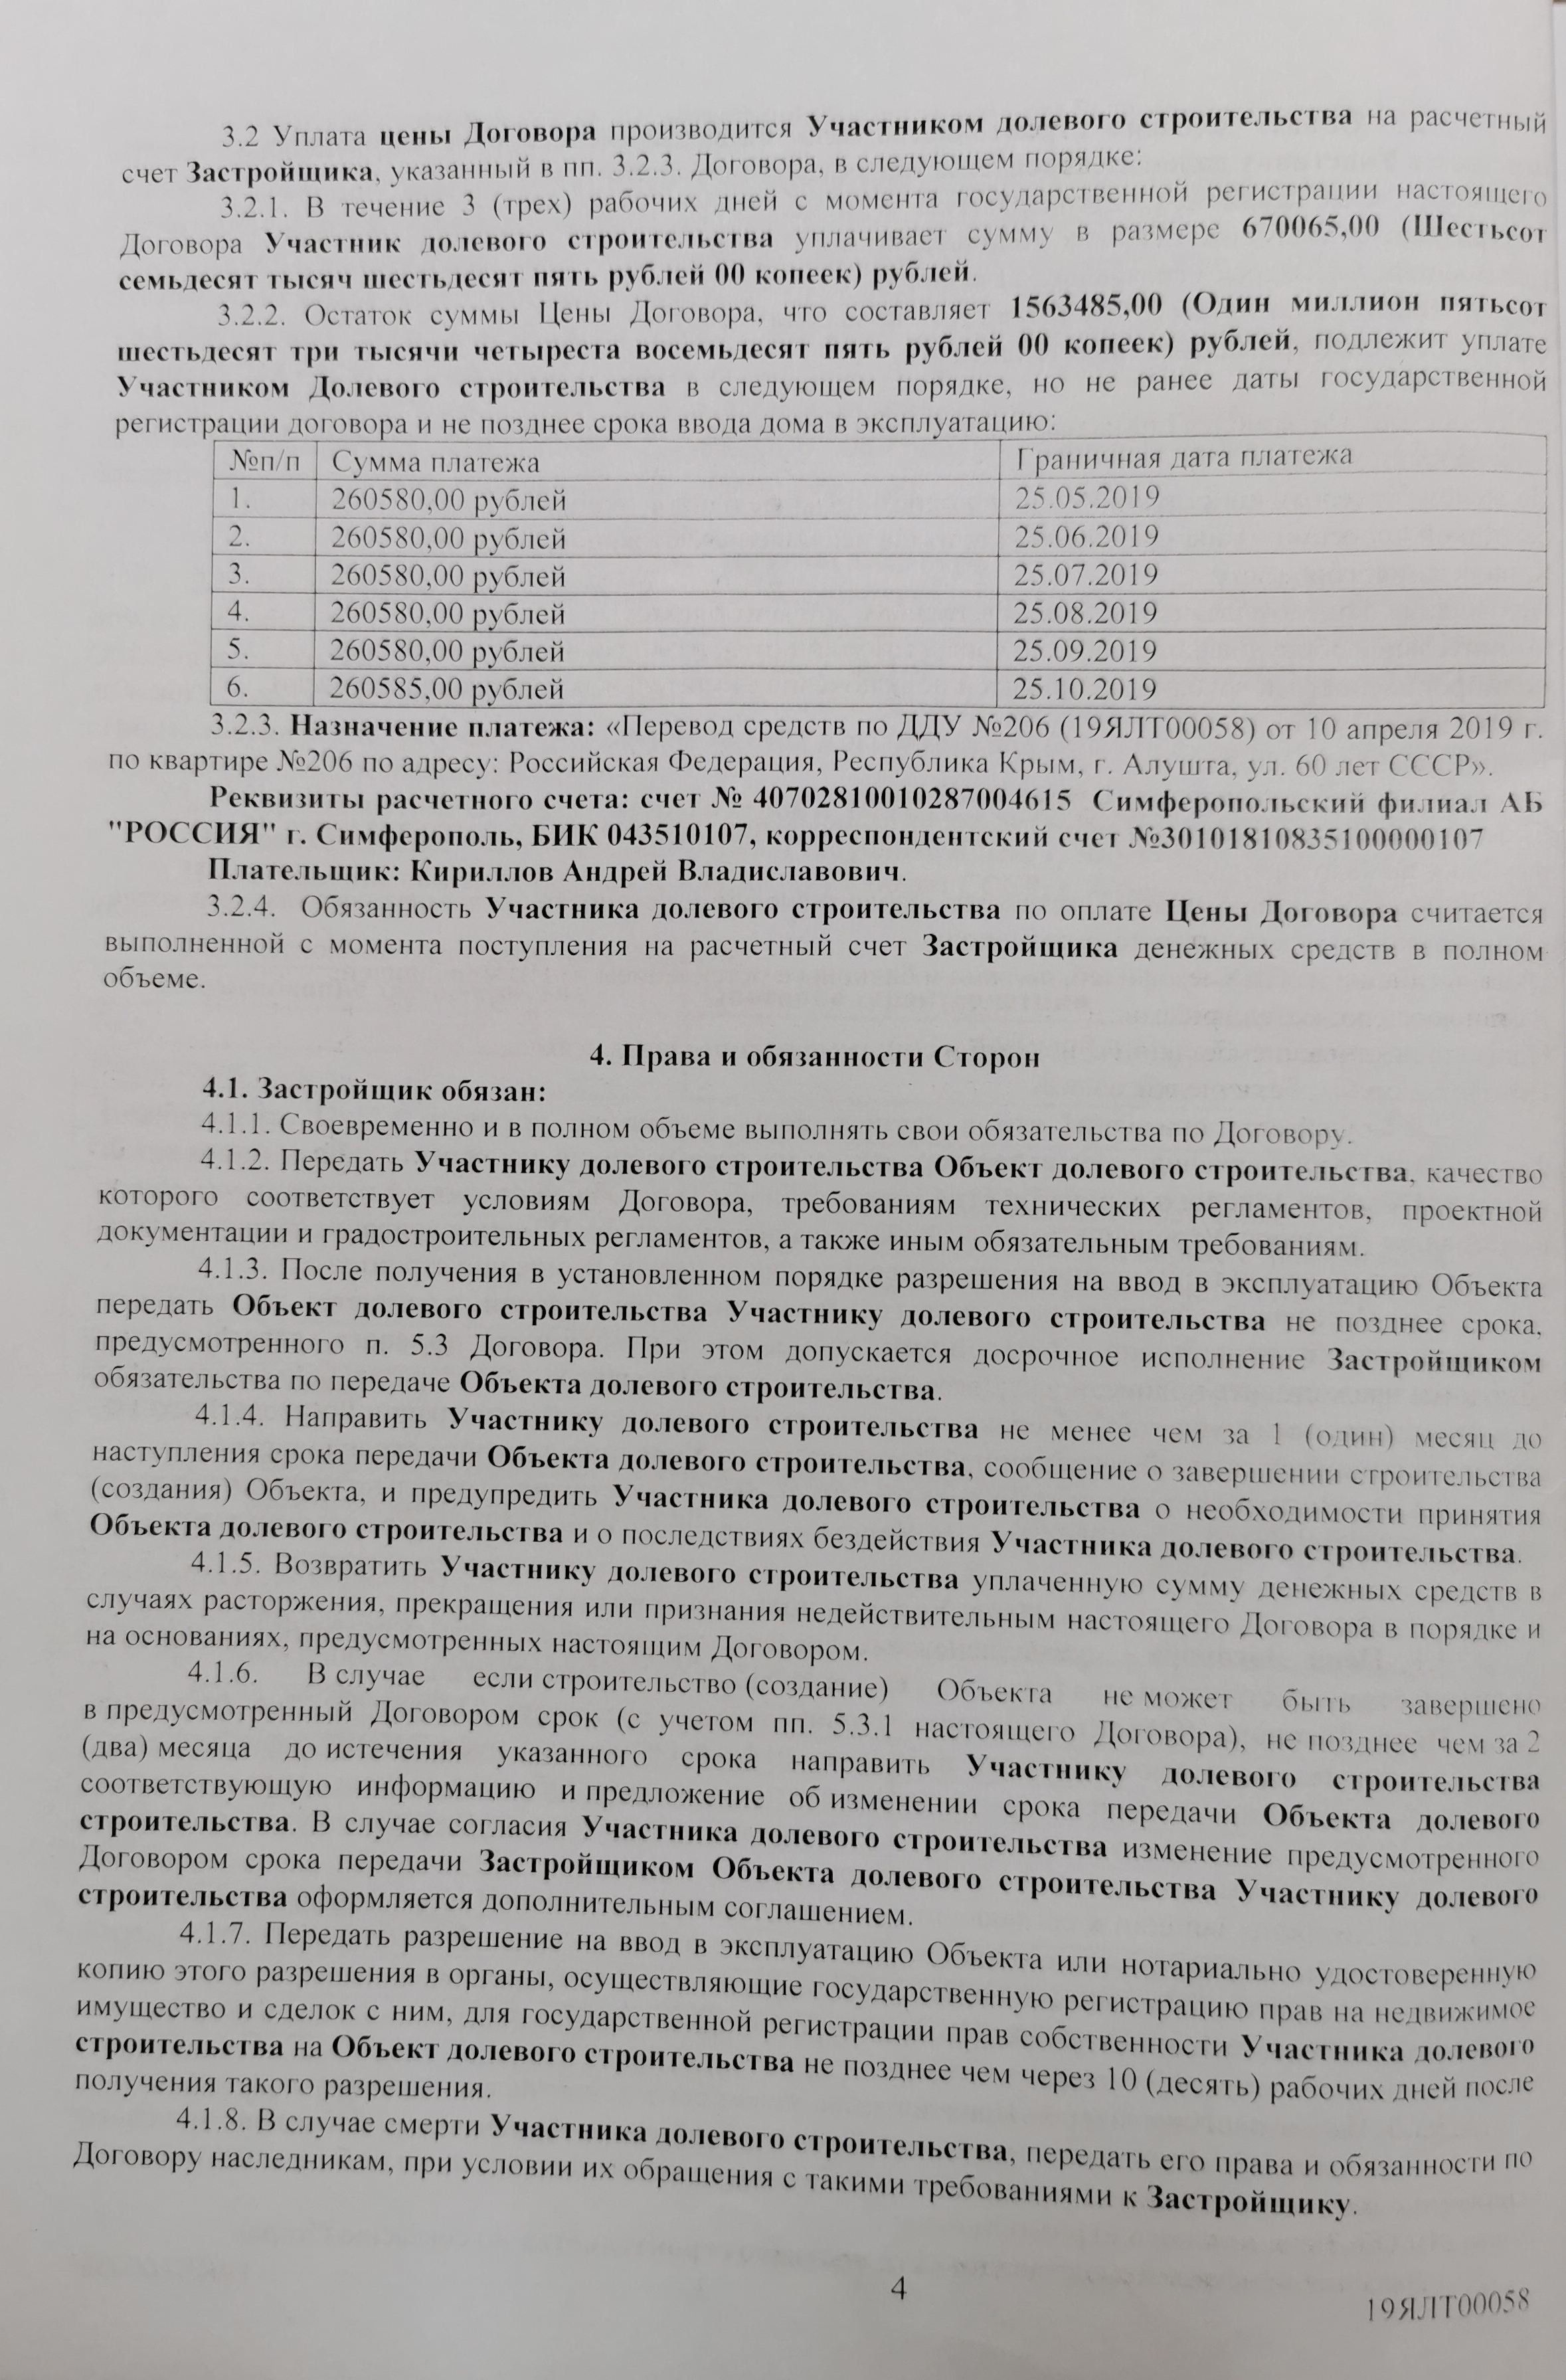 3.2 Уплата цены Договора производится Участником долевого строительства на расчетный
счет Застройщика, указанный в пп. 3.2.3. Договора, в следующем порядке:
3.2.1. В течение 3 (трех) рабочих дней с момента государственной регистрации настоящего
Договора Участник долевого строительства уплачивает сумму в размере 670065,00 (Шестьсот
семьдесят тысяч шестьдесят пять рублей 00 копеек) рублей.
3.2.2. Остаток суммы Цены Договора, что составляет 1563485,00 (Один миллион пятьсот
шестьдесят три тысячи четыреста восемьдесят пять рублей 00 копеек) рублей, подлежит уплате
Участником Долевого строительства в следующем порядке, но не ранее даты государственной
регистрации договора и не позднее срока ввода дома в эксплуатацию:
№п/п Сумма платежа Граничная дата платежа
1. 260580,00 рублей 25.05.2019
2. 260580,00 рублей 25.06.2019
3. 260580,00 рублей 25.07.2019
4. 260580,00 рублей 25.08.2019
5. 260580,00 рублей 25.09.2019
6. 260585,00 рублей 25.10.2019
3.2.3. Назначение платежа: «Перевод средств по ДДУ №206 (19ЯЛТ00058) от 10 апреля 2019 г.
по квартире №206 по адресу: Российская Федерация, Республика Крым, г. Алушта, ул. 60 лет СССР».
Реквизиты расчетного счета: счет № 40702810010287004615 Симферопольский филиал АБ
"РОССИЯ" г. Симферополь, БИК 043510107, корреспондентский счет №30101810835100000107
Плательщик: Кириллов Андрей Владиславович.
3.2.4. Обязанность Участника долевого строительства по оплате Цены Договора считается
выполненной с момента поступления на расчетный счет Застройщика денежных средств в полном
объеме.
4. Права и обязанности Сторон
4.1. Застройщик обязан:
4.1.1. Своевременно и в полном объеме выполнять свои обязательства по Договору.
4.1.2. Передать Участнику долевого строительства Объект долевого строительства, качество
которого соответствует условиям Договора, требованиям технических регламентов, проектной
документации и градостроительных регламентов, а также иным обязательным требованиям.
4.1.3. После получения в установленном порядке разрешения на ввод в эксплуатацию Объекта
передать Объект долевого строительства Участнику долевого строительства не позднее срока,
предусмотренного п. 5.3 Договора. При этом допускается досрочное исполнение Застройщиком
обязательства по передаче Объекта долевого строительства.
4.1.4. Направить Участнику долевого строительства не менее чем за 1 (один) месяц до
наступления срока передачи Объекта долевого строительства, сообщение о завершении строительства
(создания) Объекта, и предупредить Участника долевого строительства о необходимости принятия
Объекта долевого строительства и о последствиях бездействия Участника долевого строительства.
4.1.5. Возвратить Участнику долевого строительства уплаченную сумму денежных средств в
случаях расторжения, прекращения или признания недействительным настоящего Договора в порядке и
на основаниях, предусмотренных настоящим Договором.
4.1.6. В случае если строительство (создание) Объекта не может быть завершено
в предусмотренный Договором срок (с учетом пп. 5.3.1 настоящего Договора), не позднее чем за 2
(два) месяца до истечения указанного срока направить Участнику долевого строительства
соответствующую информацию и предложение об изменении срока передачи Объекта долевого
строительства. В случае согласия Участника долевого строительства изменение предусмотренного
Договором срока передачи Застройщиком Объекта долевого строительства Участнику долевого
строительства оформляется дополнительным соглашением.
4.1.7. Передать разрешение на ввод в эксплуатацию Объекта или нотариально удостоверенную
копию этого разрешения в органы, осуществляющие государственную регистрацию прав на недвижимое
имущество и сделок с ним, для государственной регистрации прав собственности Участника долевого
строительства на Объект долевого строительства не позднее чем через 10 (десять) рабочих дней после
получения такого разрешения.
4.1.8. В случае смерти Участника долевого строительства, передать его права и обязанности по
Договору наследникам, при условии их обращения с такими требованиями к Застройщику.
4
19ЯЛТ00058